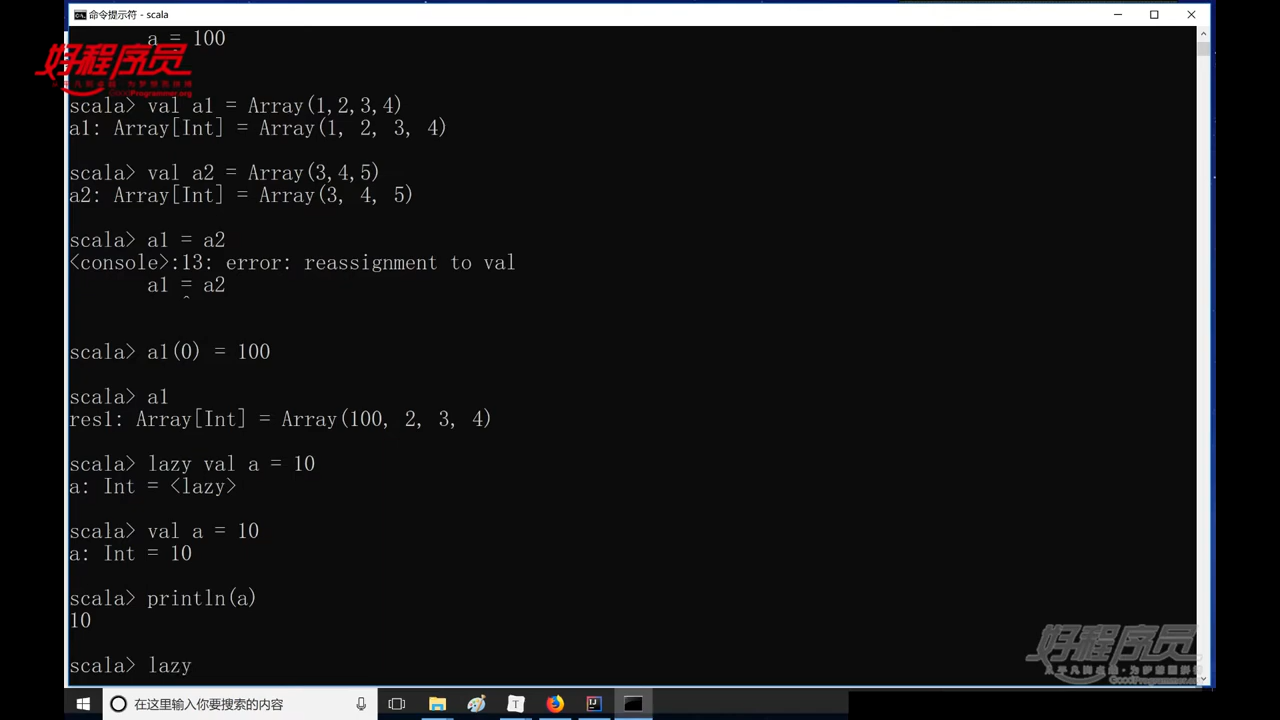 命令提示符 - scala
a = 100
好程序员
GoodProgrammer.org
scala> val a1 = Array(1,2,3,4)
a1: Array[Int] = Array(1, 2, 3, 4)
scala> val a2 = Array(3,4,5)
a2: Array[Int] = Array(3, 4, 5)
scala> a1 = a2
<console>:13: error: reassignment to val
a1 = a2
^
scala> a1(0) = 100
scala> a1
res1: Array[Int] = Array(100, 2, 3, 4)
scala> lazy val a = 10
a: Int = <lazy>
scala> val a = 10
a: Int = 10
scala> println(a)
10
scala> lazy
好程序员
GoodProgrammer.org
在这里输入你要搜索的内容